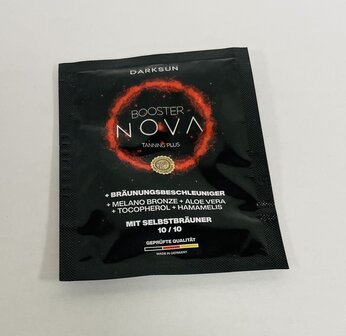 DARKSUN
BOOSTER
NOVA
TANNING PLUS
+ BRÄUNUNGSBESCHLEUNIGER
+ MELANO BRONZE + ALOE VERA
+ TOCOPHEROL + HAMAMELIS
MIT SELBSTBRÄUNER
10 / 10
GEPRÜFTE QUALITÄT
MADE IN GERMANY